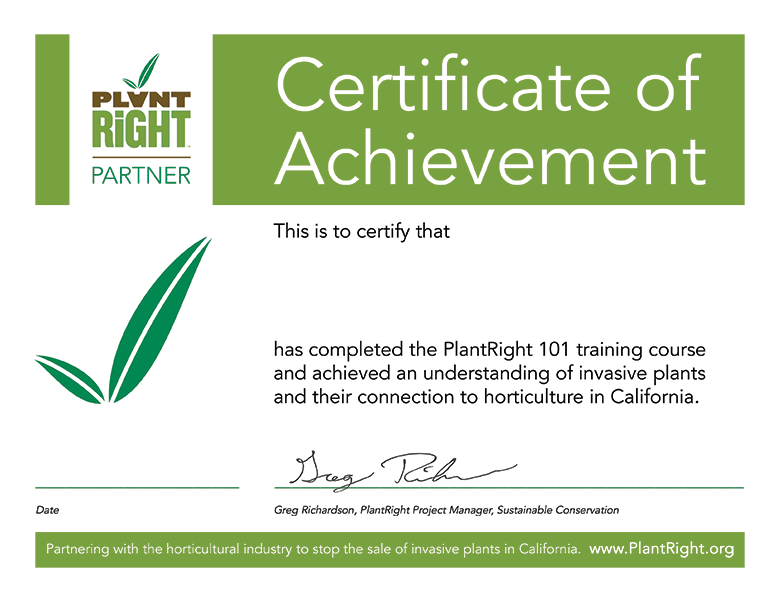 PLANT
RiGHT
PARTNER
Certificate of
Achievement
This is to certify that
has completed the PlantRight 101 training course
and achieved an understanding of invasive plants
and their connection to horticulture in California.
Greg Rich
Date
Greg Richardson, PlantRight Project Manager, Sustainable Conservation
Partnering with the horticultural industry to stop the sale of invasive plants in California. www.PlantRight.org